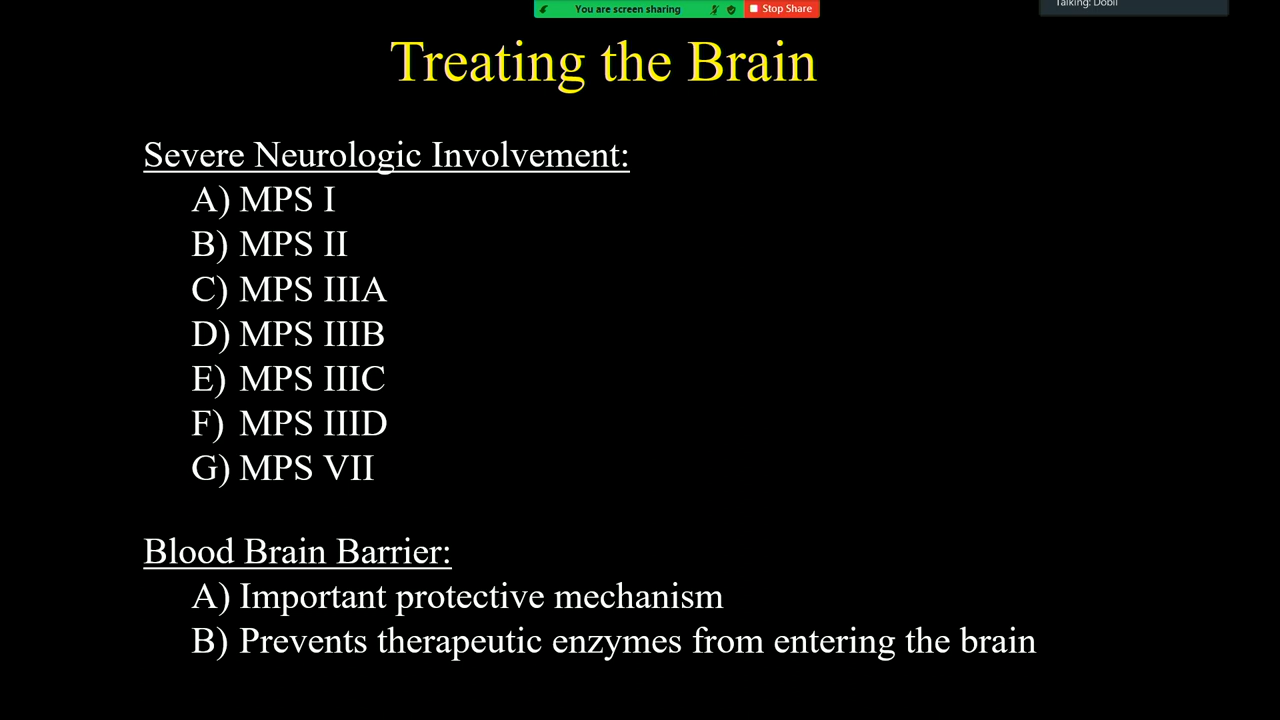 You are screen sharing
Stop Share
Talking:
Treating the Brain
Severe Neurologic Involvement:
A) MPS I
B) MPS II
C) MPS IIIA
D) MPS IIIB
E) MPS IIIC
F) MPS IIID
G) MPS VII
Blood Brain Barrier:
A) Important protective mechanism
B) Prevents therapeutic enzymes from entering the brain